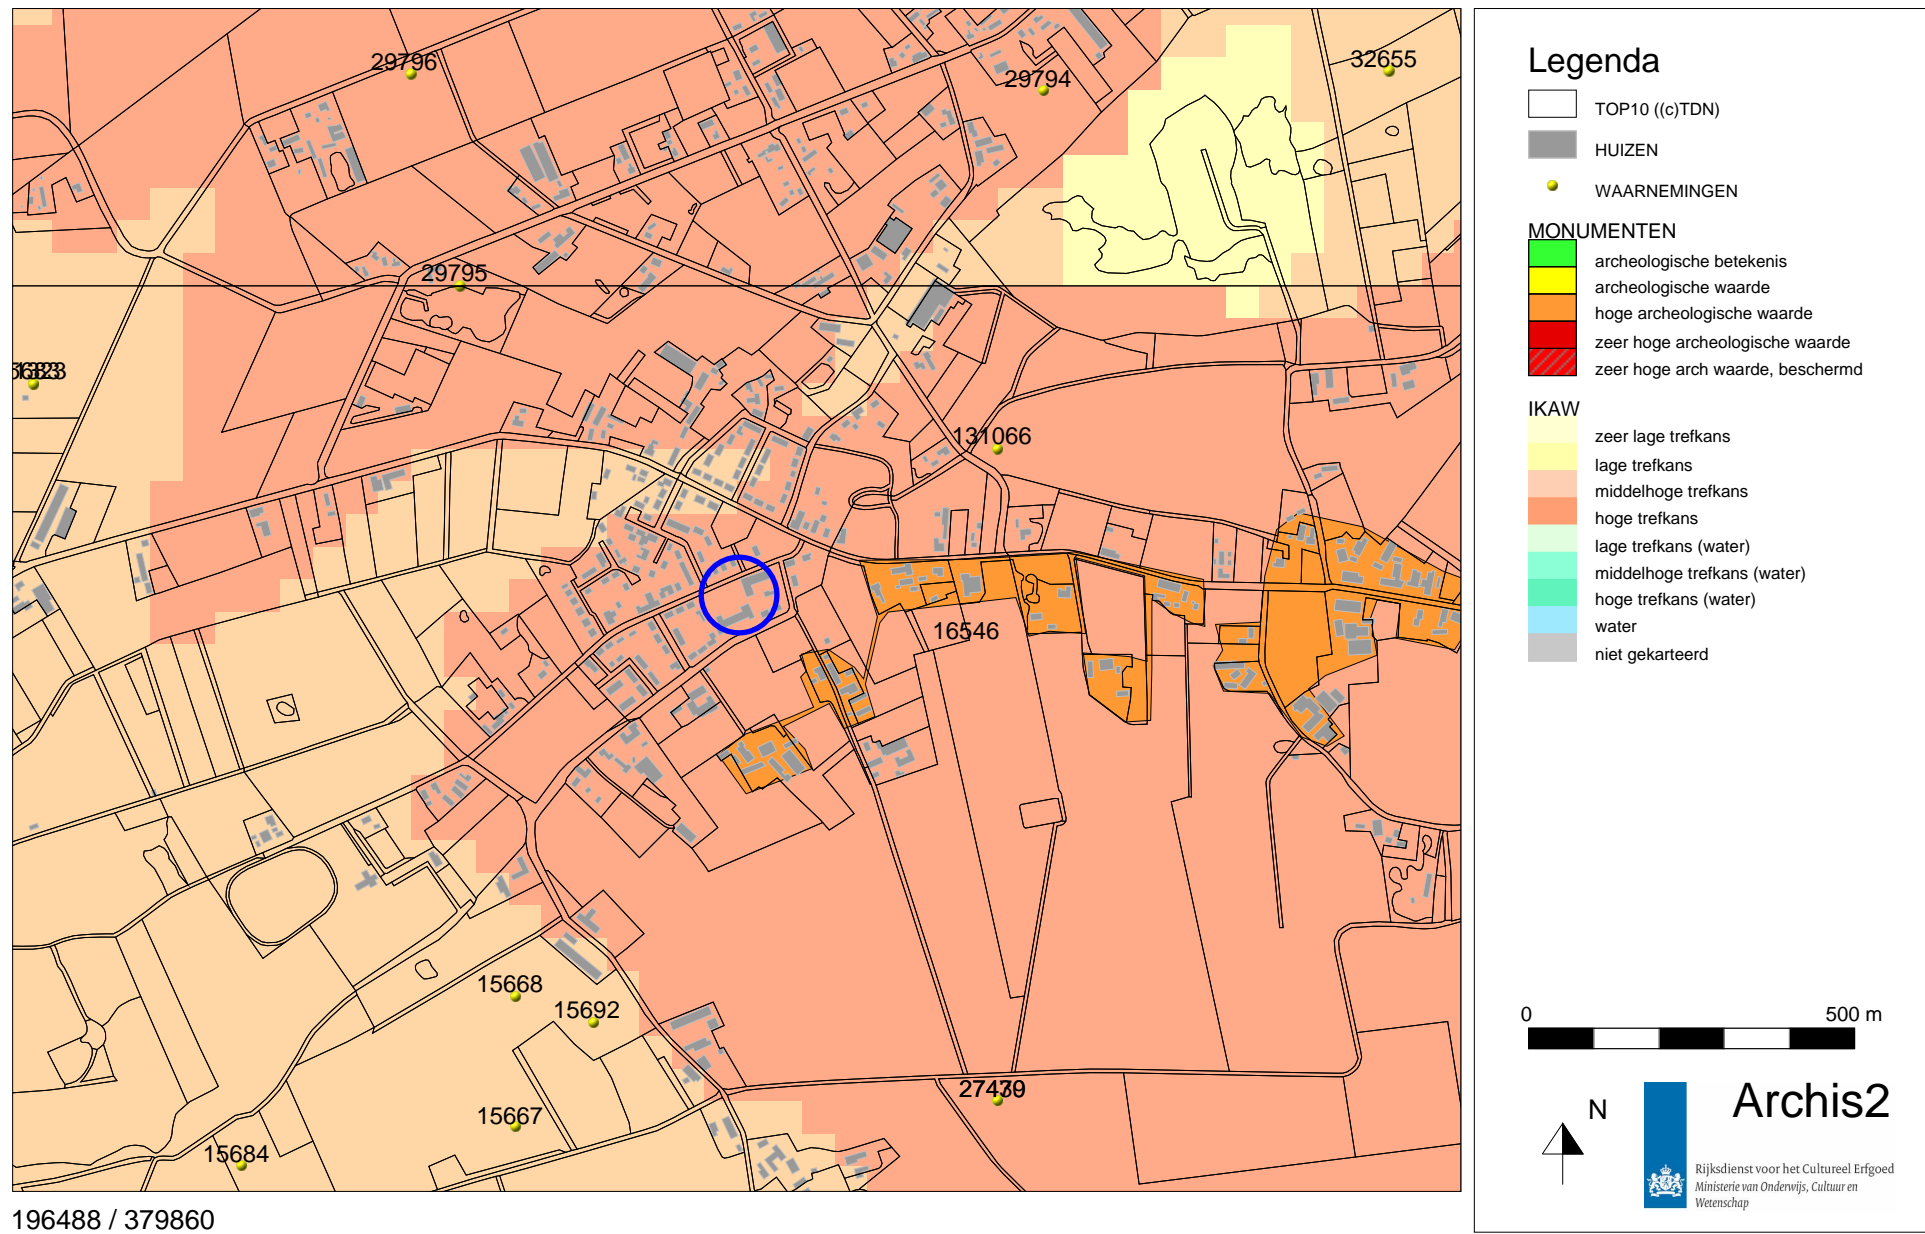 29796
29794
32655
29795
131066
16546
15668
15692
27439
15667
15684
196488 / 379860
Legenda
TOP10 ((c)TDN)
HUIZEN
WAARNEMINGEN
MONUMENTEN
archeologische betekenis
archeologische waarde
hoge archeologische waarde
zeer hoge archeologische waarde
zeer hoge arch waarde, beschermd
IKAW
zeer lage trefkans
lage trefkans
middelhoge trefkans
hoge trefkans
lage trefkans (water)
middelhoge trefkans (water)
hoge trefkans (water)
water
niet gekarteerd
0 500 m
N
Archis2
Rijksdienst voor het Cultureel Erfgoed
Ministerie van Onderwijs, Cultuur en
Wetenschap